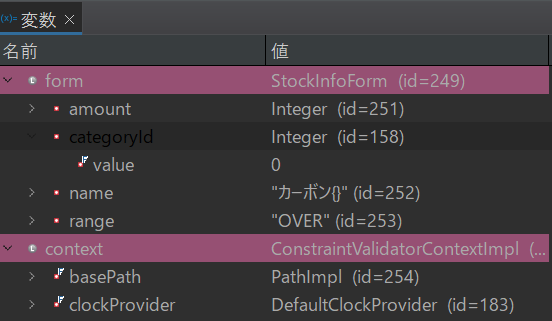 (x)= 変数 ×
名前 値
form StockInfoForm (id=249)
amount Integer (id=251)
categoryId Integer (id=158)
value 0
name "カーボン{}" (id=252)
range "OVER" (id=253)
context ConstraintValidatorContextImpl (...
basePath PathImpl (id=254)
clockProvider DefaultClockProvider (id=183)